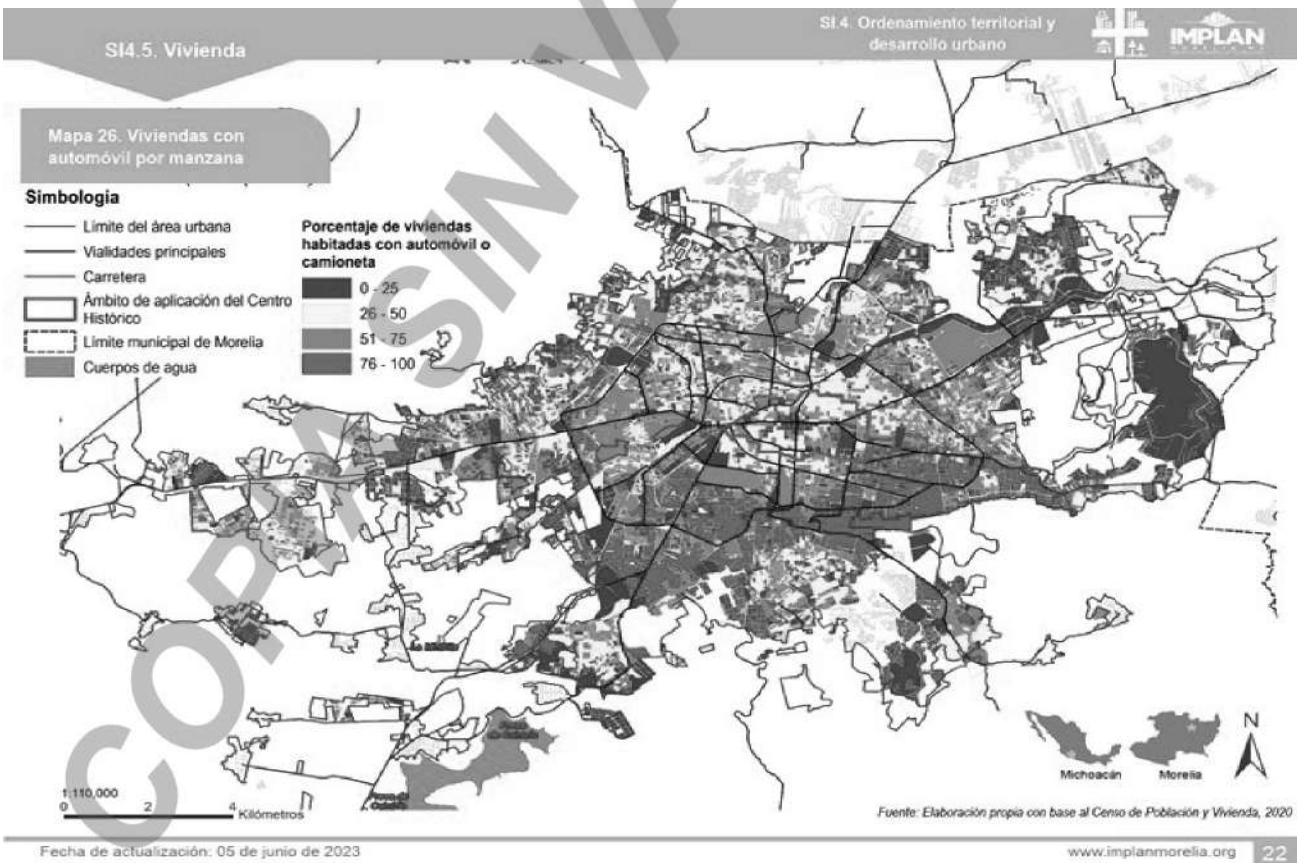 SI4.5. Vivienda
SI.4. Ordenamiento territorial y
desarrollo urbano
IMPLAN
Mapa 26. Viviendas con
automóvil por manzana
Simbología
Límite del área urbana
Vialidades principales
Carretera
Ámbito de aplicación del Centro
Histórico
Límite municipal de Morelia
Cuerpos de agua
Porcentaje de viviendas
habitadas con automóvil o
camioneta
0 - 25
26 - 50
51 - 75
76 - 100
COPIA SIN VA
Michoacán
Morelia
N
1:110,000
0 2 4 Kilómetros
Fuente: Elaboración propia con base al Censo de Población y Vivienda, 2020
Fecha de actualización: 05 de junio de 2023
www.implanmorelia.org
22